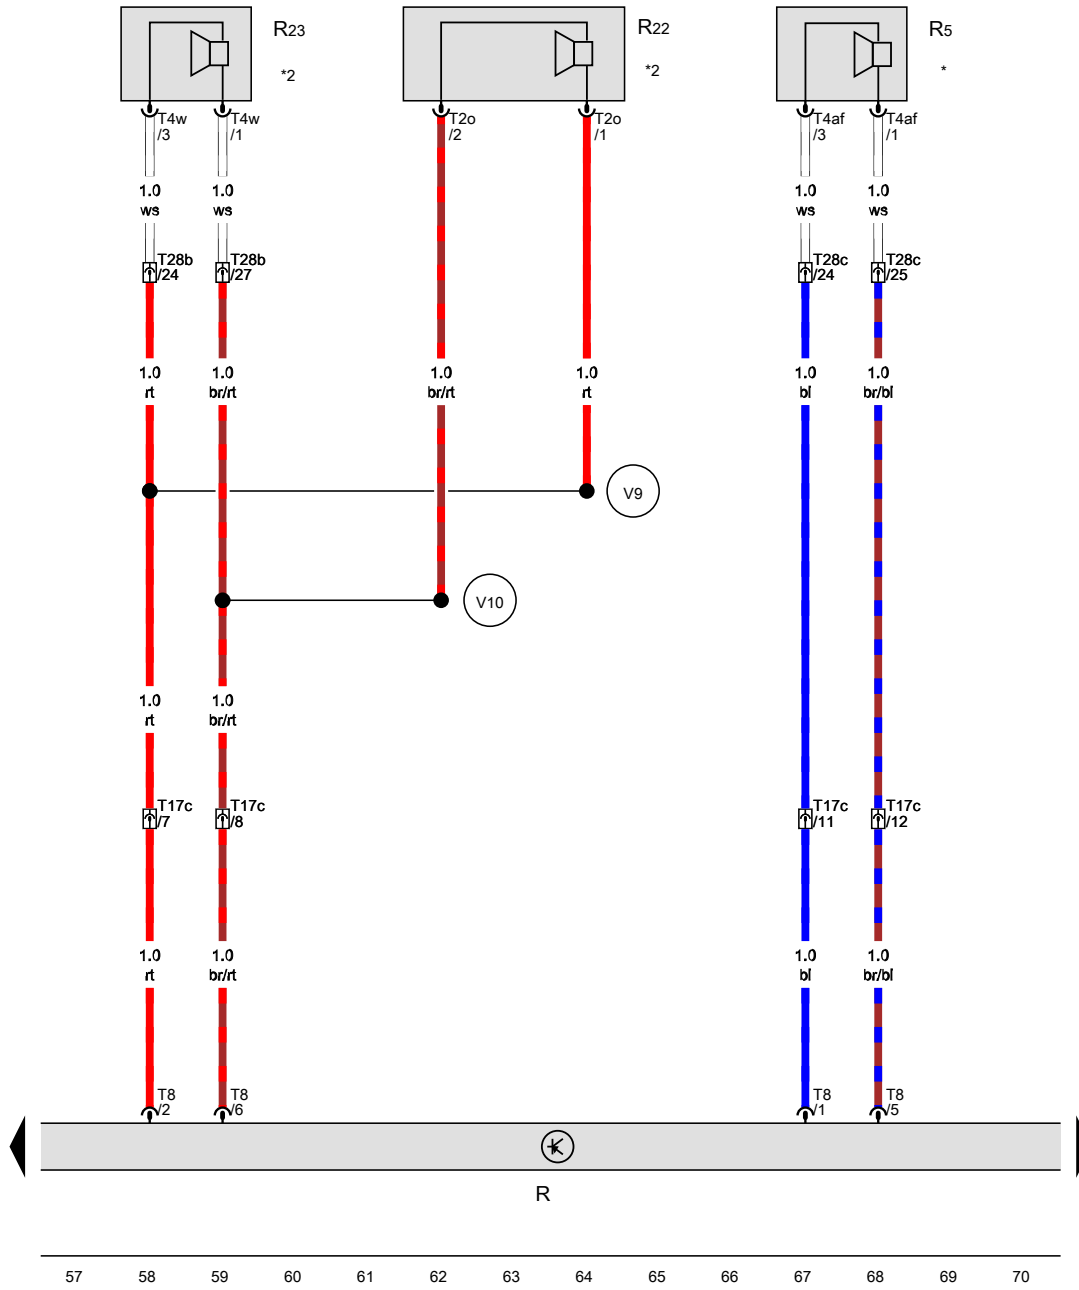 R23
*2
R22
*2
R5
*
T4w
/3
T4w
/1
T2o
/2
T2o
/1
T4af
/3
T4af
/1
1.0
ws
1.0
ws
1.0
ws
1.0
ws
T28b
/24
T28b
/27
T28c
/24
T28c
/25
1.0
rt
1.0
br/rt
1.0
br/rt
1.0
rt
1.0
bl
1.0
br/bl
V9
V10
1.0
rt
1.0
br/rt
T17c
/7
T17c
/8
T17c
/11
T17c
/12
1.0
rt
1.0
br/rt
1.0
bl
1.0
br/bl
T8
/2
T8
/6
T8
/1
T8
/5
R
57 58 59 60 61 62 63 64 65 66 67 68 69 70